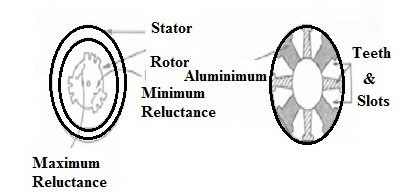 Stator
Rotor
Minimum
Reluctance
Maximum
Reluctance
Aluminimum
Teeth
&
Slots